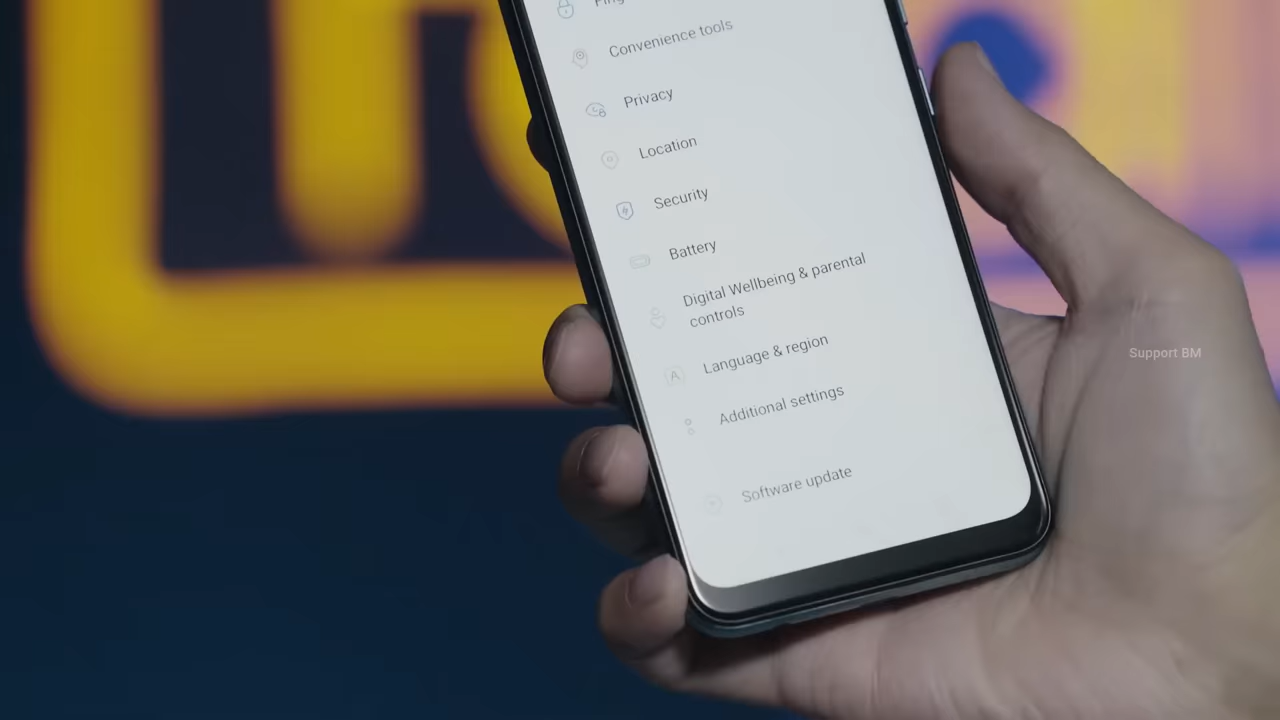 Convenience tools
Privacy
Location
Security
Battery
Digital Wellbeing & parental
controls
Language & region
Additional settings
Software update
Support BM